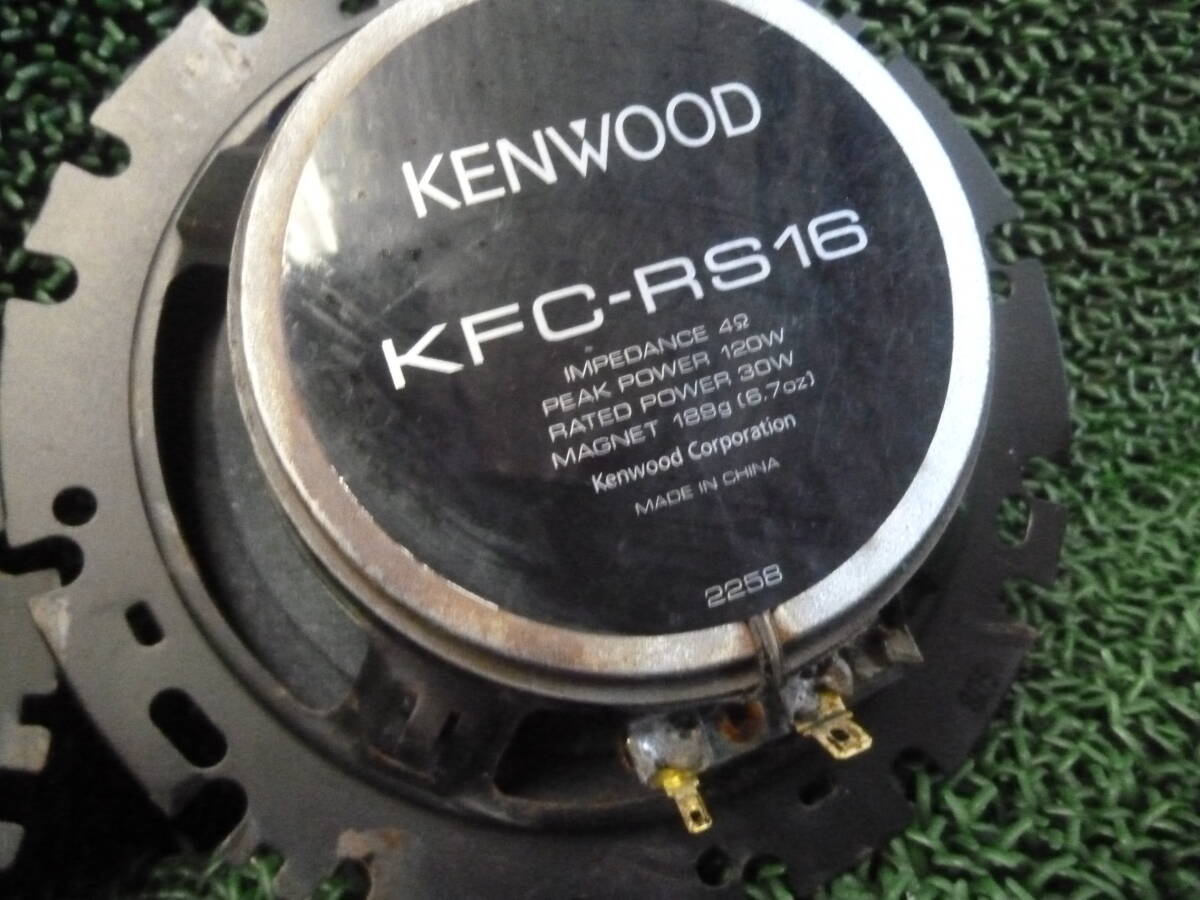 KENWOOD
KFC-RS16
IMPEDANCE 4Ω
PEAK POWER 120W
RATED POWER 30W
MAGNET 189g (6.7oz)
Kenwood Corporation
MADE IN CHINA
2258